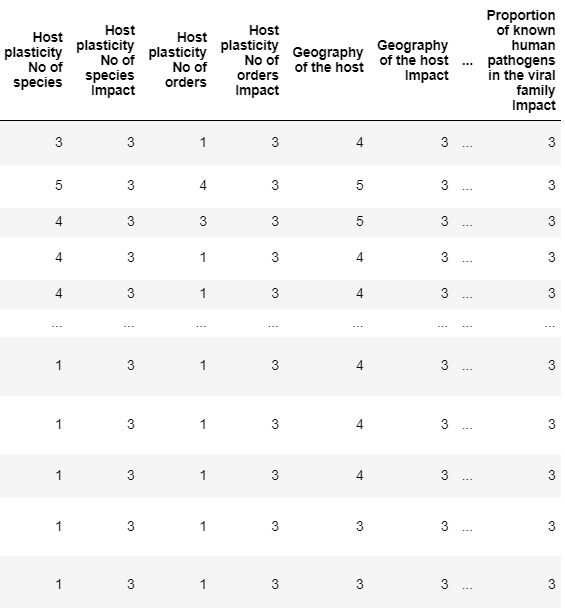 Host plasticity No of species | Host plasticity No of species Impact | Host plasticity No of orders | Host plasticity No of orders Impact | Geography of the host | Geography of the host Impact | ... | Proportion of known human pathogens in the viral family Impact
3 3 1 3 4 3 ... 3
5 3 4 3 5 3 ... 3
4 3 3 3 5 3 ... 3
4 3 1 3 4 3 ... 3
4 3 1 3 4 3 ... 3
... ... ... ... ... ... ... ...
1 3 1 3 4 3 ... 3
1 3 1 3 4 3 ... 3
1 3 1 3 4 3 ... 3
1 3 1 3 3 3 ... 3
1 3 1 3 3 3 ... 3